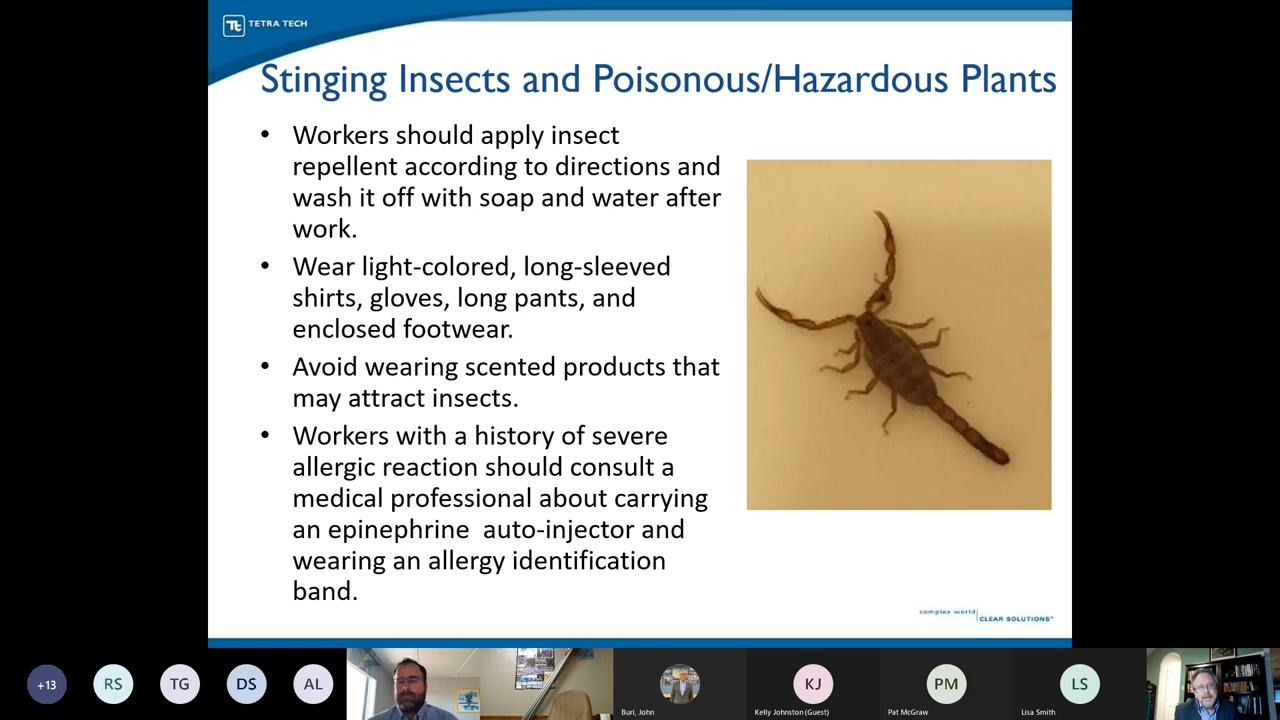 Tt TETRA TECH
Stinging Insects and Poisonous/Hazardous Plants
• Workers should apply insect
repellent according to directions and
wash it off with soap and water after
work.
• Wear light-colored, long-sleeved
shirts, gloves, long pants, and
enclosed footwear.
• Avoid wearing scented products that
may attract insects.
• Workers with a history of severe
allergic reaction should consult a
medical professional about carrying
an epinephrine  auto-injector and
wearing an allergy identification
band.
complex world
CLEAR SOLUTIONS™
+13
RS
TG
DS
AL
Buri, John
KJ
Kelly Johnston (Guest)
PM
Pat McGraw
LS
Lisa Smith